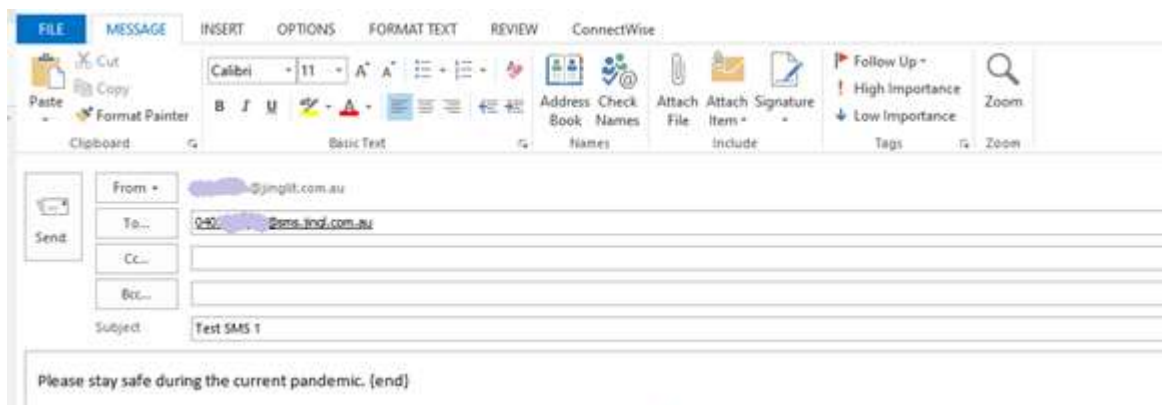 FILE MESSAGE INSERT OPTIONS FORMAT TEXT REVIEW ConnectWise
Paste
Cut
Copy
Format Painter
Clipboard
Calibri 11 A A
B I U A
Basic Text
Address Book
Check Names
Names
Attach File
Attach Item
Signature
Include
Follow Up
High Importance
Low Importance
Tags
Zoom
Zoom
Send
From @jinglit.com.au
To... 040 @sms.jingl.com.au
Cc...
Bcc...
Subject Test SMS 1
Please stay safe during the current pandemic. {end}